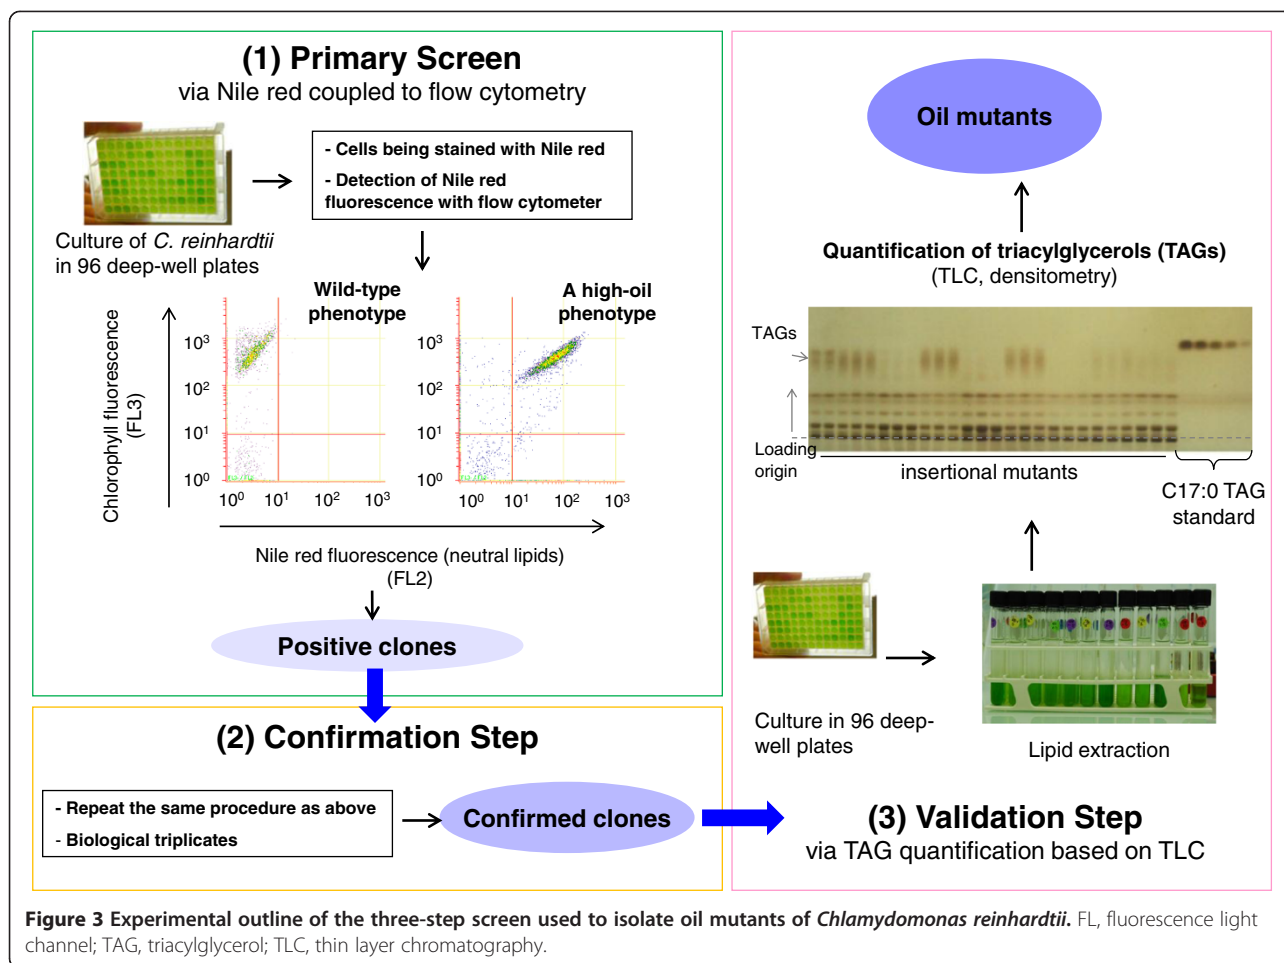 (1) Primary Screen
via Nile red coupled to flow cytometry
- Cells being stained with Nile red
- Detection of Nile red
fluorescence with flow cytometer
Culture of C. reinhardtii
in 96 deep-well plates
Wild-type
phenotype
A high-oil
phenotype
Chlorophyll fluorescence
(FL3)
10³
10²
10¹
10⁰
10⁰ 10¹ 10² 10³
10³
10²
10¹
10⁰
10⁰ 10¹ 10² 10³
Nile red fluorescence (neutral lipids)
(FL2)
Positive clones
(2) Confirmation Step
- Repeat the same procedure as above
- Biological triplicates
Confirmed clones
Oil mutants
Quantification of triacylglycerols (TAGs)
(TLC, densitometry)
TAGs
Loading
origin
insertional mutants
C17:0 TAG
standard
Culture in 96 deep-
well plates
Lipid extraction
(3) Validation Step
via TAG quantification based on TLC
Figure 3 Experimental outline of the three-step screen used to isolate oil mutants of Chlamydomonas reinhardtii. FL, fluorescence light
channel; TAG, triacylglycerol; TLC, thin layer chromatography.